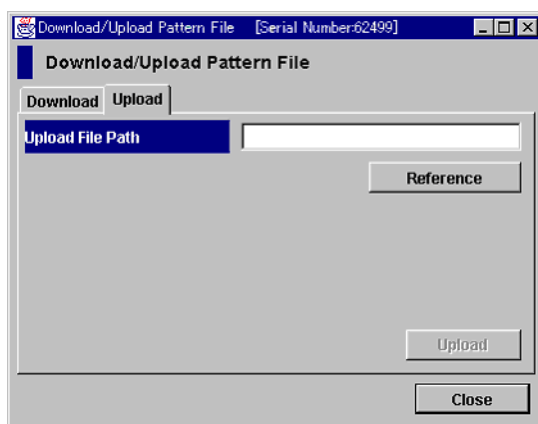 Download/Upload Pattern File [Serial Number:62499]
Download/Upload Pattern File
Download Upload
Upload File Path
Reference
Upload
Close